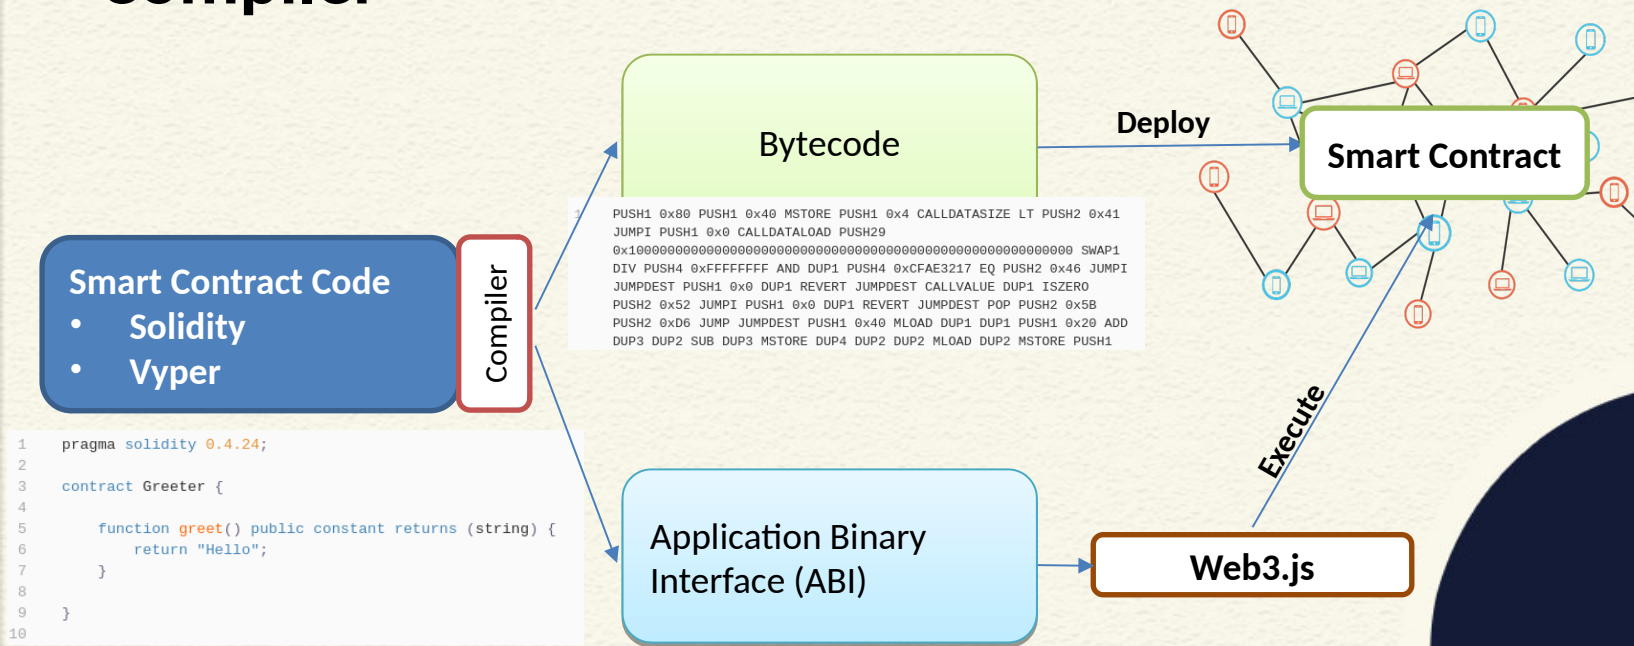 Compiler
Bytecode
Deploy
Smart Contract
1 PUSH1 0x80 PUSH1 0x40 MSTORE PUSH1 0x4 CALLDATASIZE LT PUSH2 0x41
JUMPI PUSH1 0x0 CALLDATALOAD PUSH29
0x100000000000000000000000000000000000000000000000000000000 SWAP1
DIV PUSH4 0xFFFFFFFF AND DUP1 PUSH4 0xCFAE3217 EQ PUSH2 0x46 JUMPI
JUMPDEST PUSH1 0x0 DUP1 REVERT JUMPDEST CALLVALUE DUP1 ISZERO
PUSH2 0x52 JUMPI PUSH1 0x0 DUP1 REVERT JUMPDEST POP PUSH2 0x5B
PUSH2 0xD6 JUMP JUMPDEST PUSH1 0x40 MLOAD DUP1 DUP1 PUSH1 0x20 ADD
DUP3 DUP2 SUB DUP3 MSTORE DUP4 DUP2 DUP2 MLOAD DUP2 MSTORE PUSH1
Smart Contract Code
• Solidity
• Vyper
Compiler
1 pragma solidity 0.4.24;
2
3 contract Greeter {
4
5 function greet() public constant returns (string) {
6 return "Hello";
7 }
8
9 }
10
Application Binary
Interface (ABI)
Execute
Web3.js